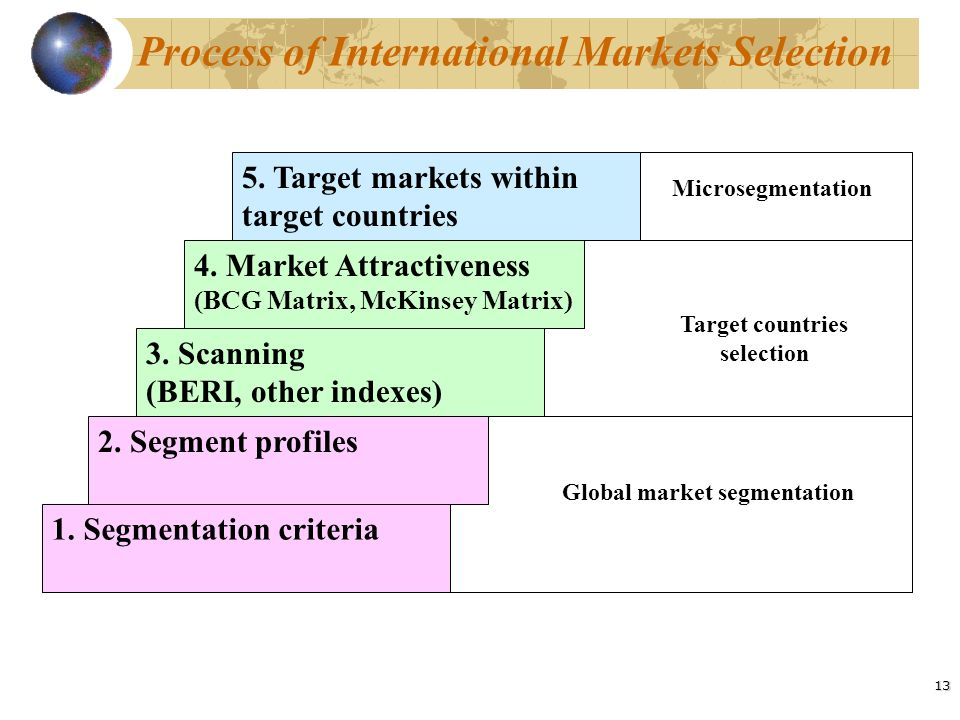 Process of International Markets Selection
5. Target markets within
target countries
Microsegmentation
4. Market Attractiveness
(BCG Matrix, McKinsey Matrix)
Target countries
selection
3. Scanning
(BERI, other indexes)
2. Segment profiles
Global market segmentation
1. Segmentation criteria
13